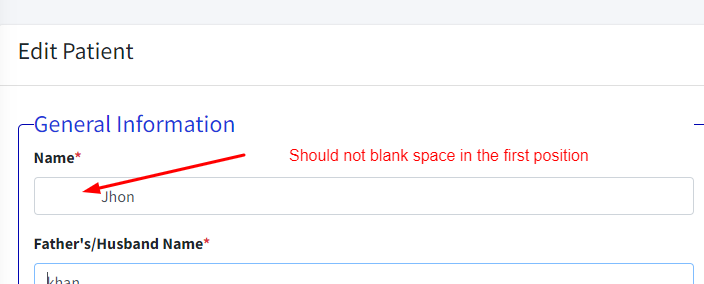 Edit Patient
General Information
Name*
Should not blank space in the first position
Jhon
Father's/Husband Name*
khan